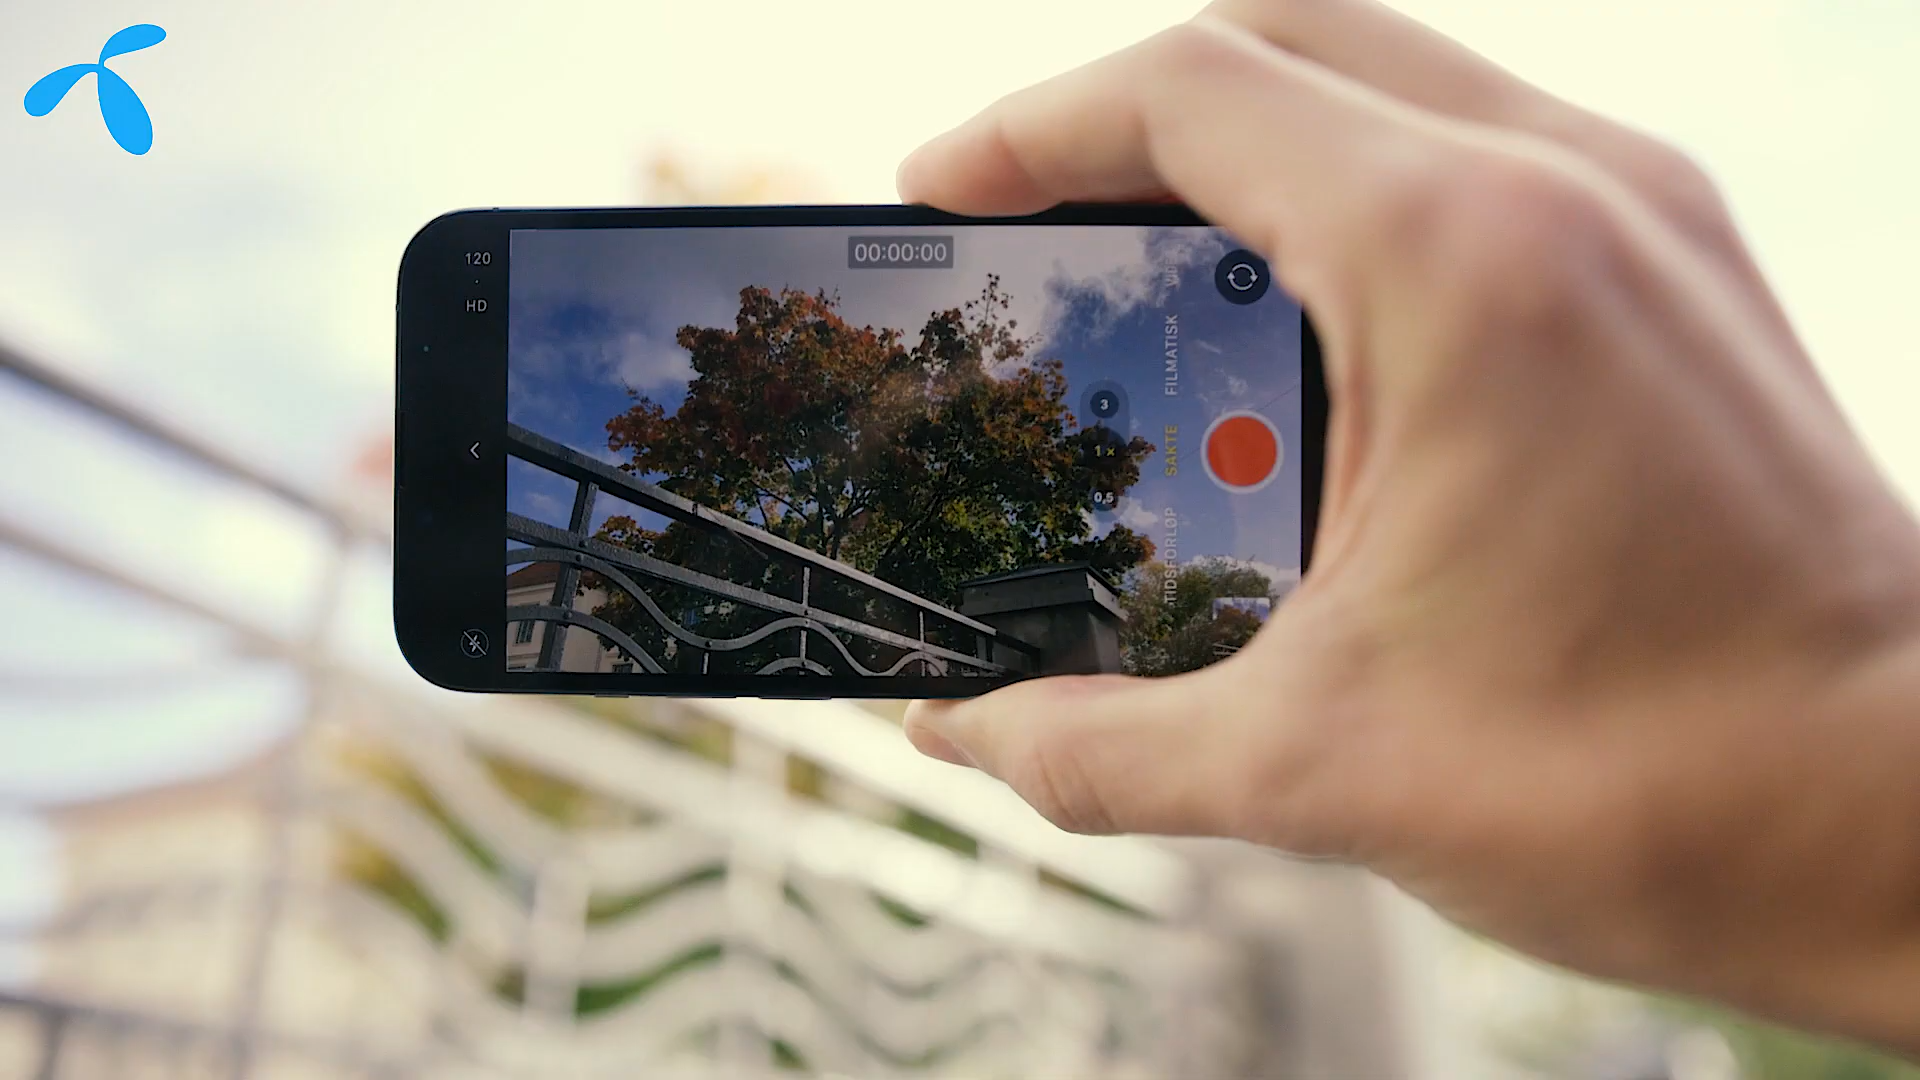 120
HD
00:00:00
FILMATISK
SAKTE
TIDSFORLØP
3
1×
0,5